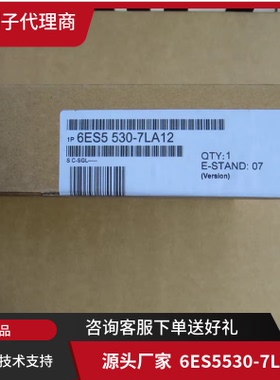 子代理商
1P 6ES5 530-7LA12
S C-SGL
QTY:1
E-STAND: 07
(Version)
品
咨询客服下单送好礼
技术支持
源头厂家 6ES5530-7L